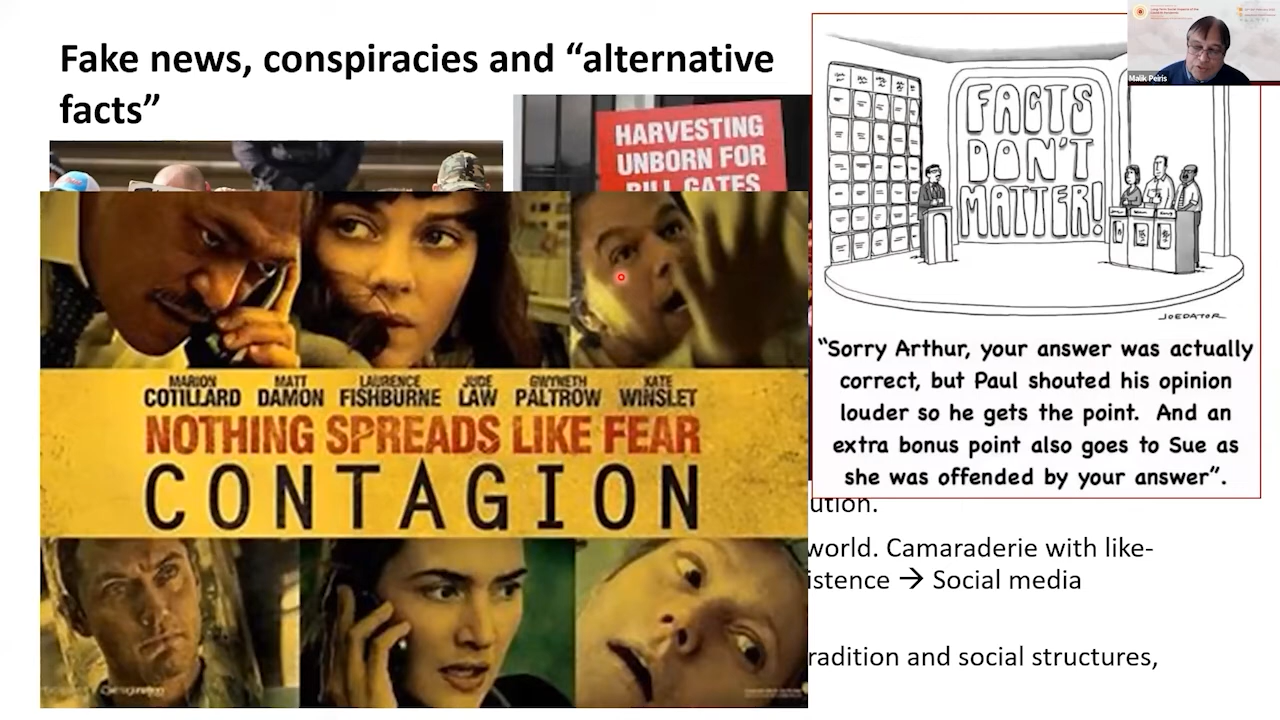 Fake news, conspiracies and “alternative
facts”
HARVESTING
UNBORN FOR
BILL GATES
Malik Peiris
FACTS
DON'T
MATTER!
JOEDATOR
“Sorry Arthur, your answer was actually
correct, but Paul shouted his opinion
louder so he gets the point. And an
extra bonus point also goes to Sue as
she was offended by your answer”.
MARION COTILLARD MATT DAMON LAURENCE FISHBURNE JUDE LAW GWYNETH PALTROW KATE WINSLET
NOTHING SPREADS LIKE FEAR
CONTAGION
ution.
world. Camaraderie with like-
istence → Social media
radition and social structures,